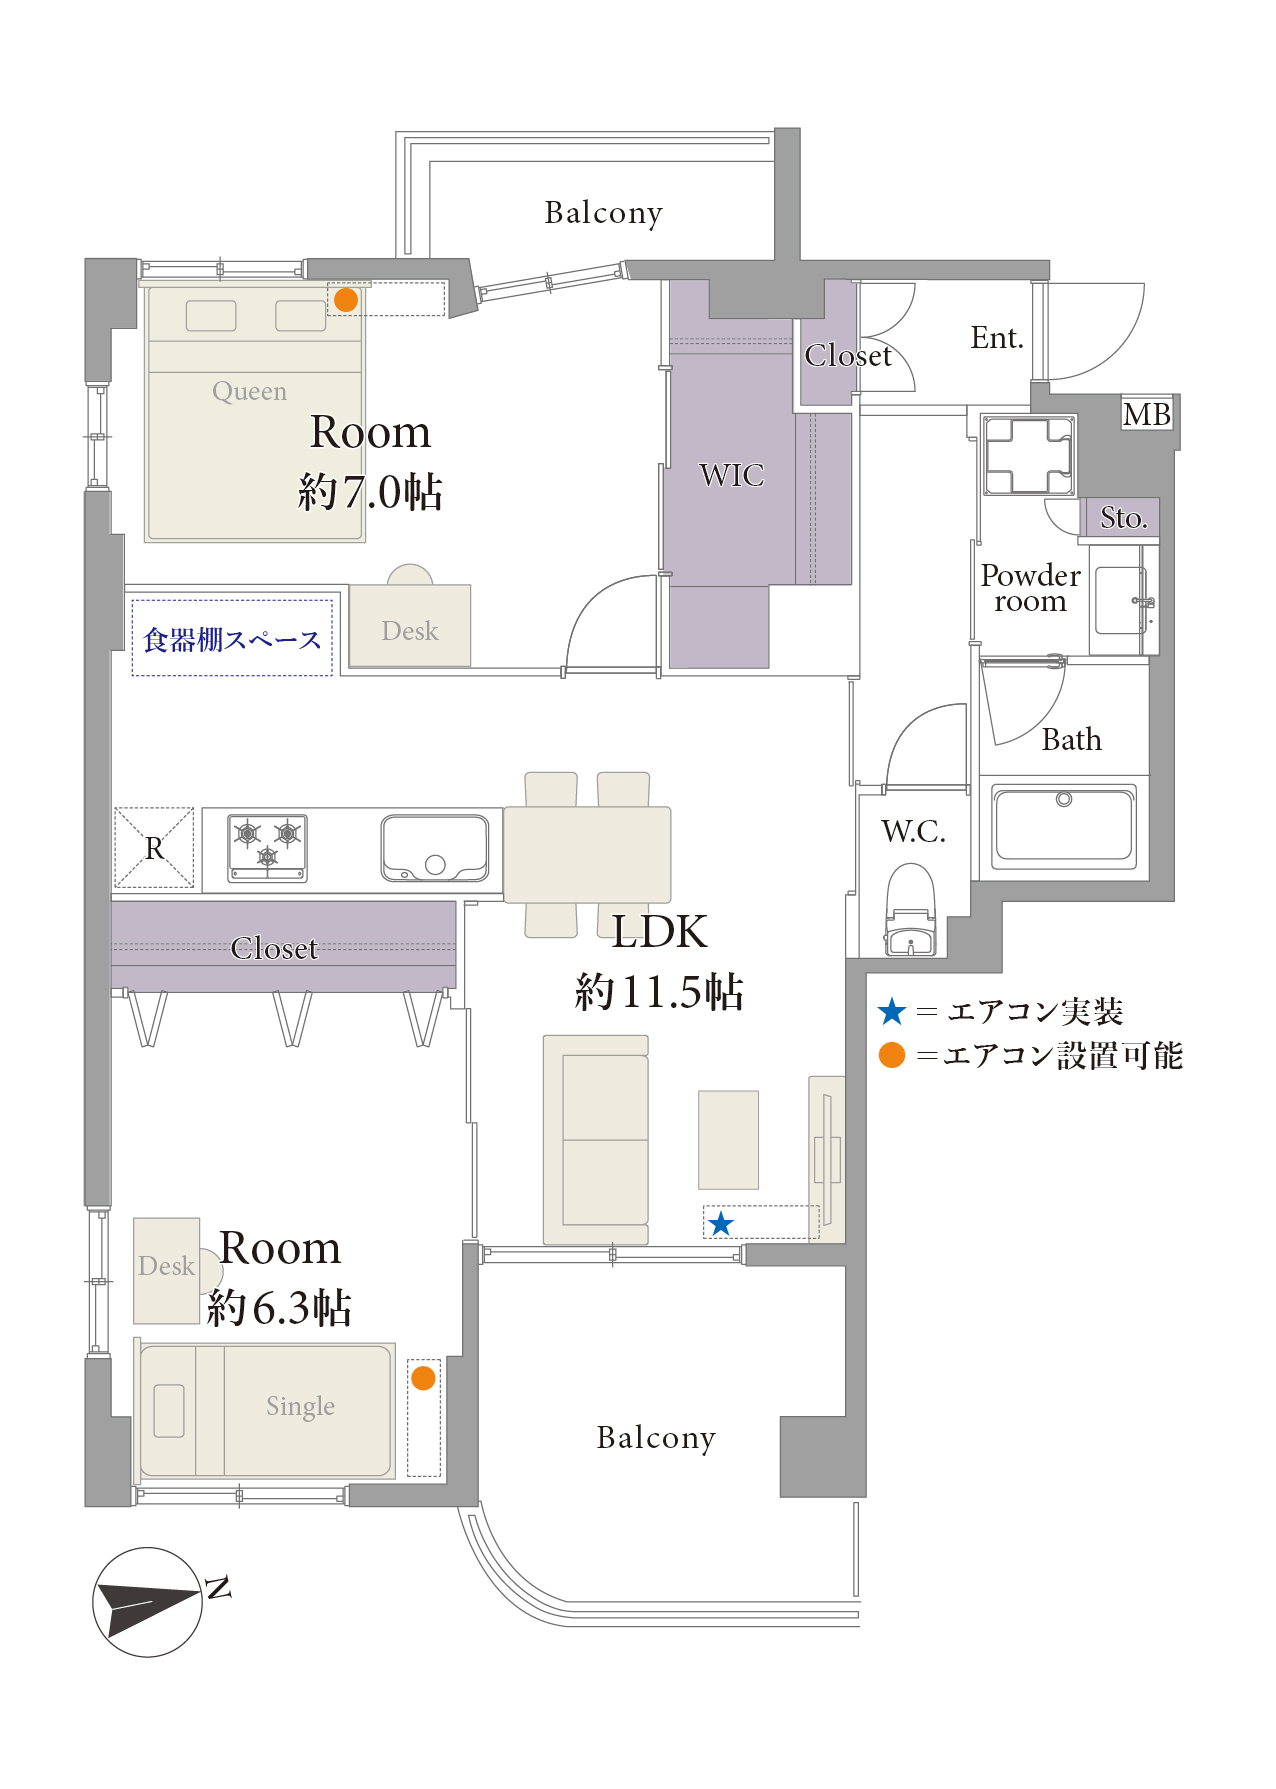 Balcony
Ent.
Closet
MB
Queen
Room
約7.0帖
WIC
Sto.
Powder
room
Desk
食器棚スペース
Bath
W.C.
R
LDK
約11.5帖
Closet
★＝エアコン実装
●＝エアコン設置可能
★
Room
約6.3帖
Desk
Single
Balcony
N